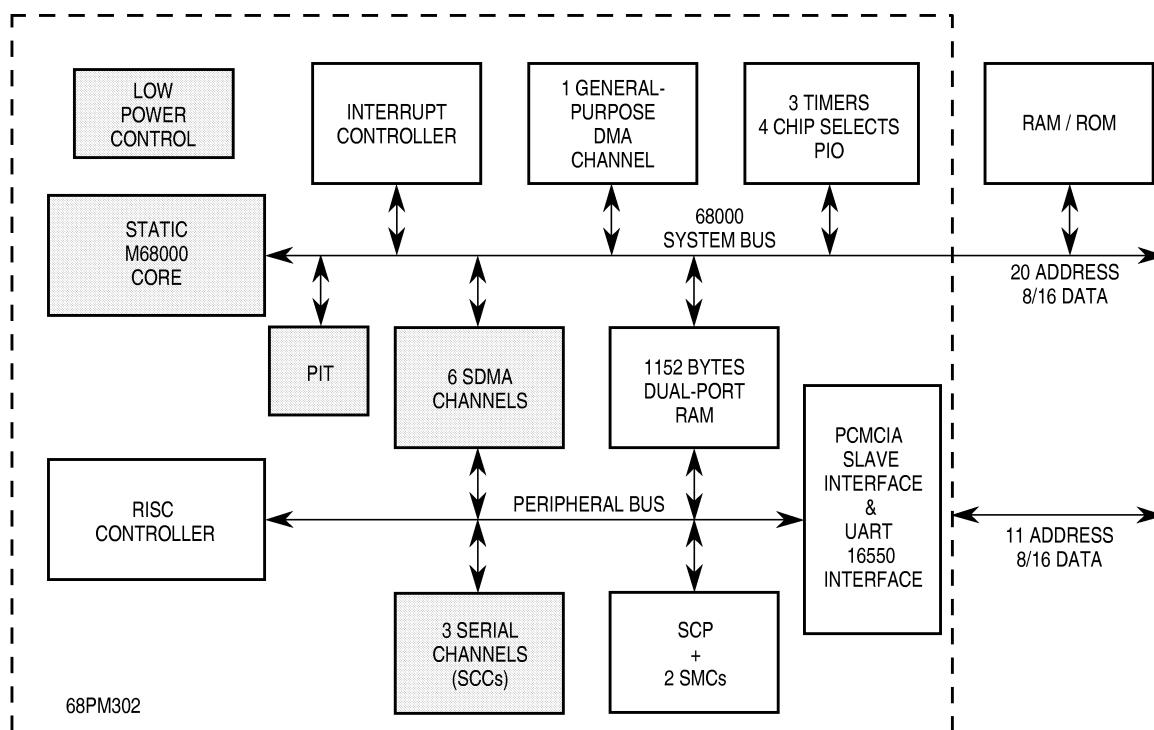 LOW
POWER
CONTROL
INTERRUPT
CONTROLLER
1 GENERAL-
PURPOSE
DMA
CHANNEL
3 TIMERS
4 CHIP SELECTS
PIO
RAM / ROM
STATIC
M68000
CORE
68000
SYSTEM BUS
20 ADDRESS
8/16 DATA
PIT
6 SDMA
CHANNELS
1152 BYTES
DUAL-PORT
RAM
PCMCIA
SLAVE
INTERFACE
&
UART
16550
INTERFACE
RISC
CONTROLLER
PERIPHERAL BUS
11 ADDRESS
8/16 DATA
3 SERIAL
CHANNELS
(SCCs)
SCP
+
2 SMCs
68PM302